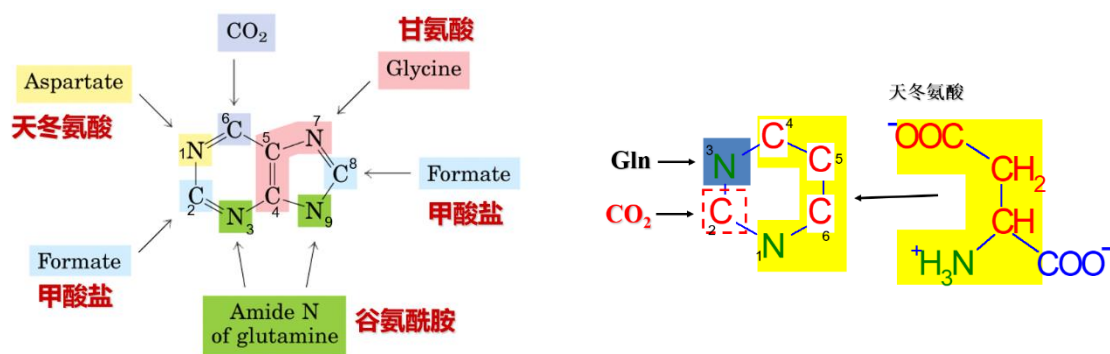 CO₂
甘氨酸
Glycine
Aspartate
天冬氨酸
6
C
5
C
7
N
N
1
C
8
C
2
C
4
N
3
N
9
Formate
甲酸盐
Formate
甲酸盐
Amide N
of glutamine
谷氨酰胺
天冬氨酸
Gln
CO₂
3
N
C
4
C
5
C
2
C
6
N
1
⁻OOC
CH₂
CH
⁺H₃N
COO⁻